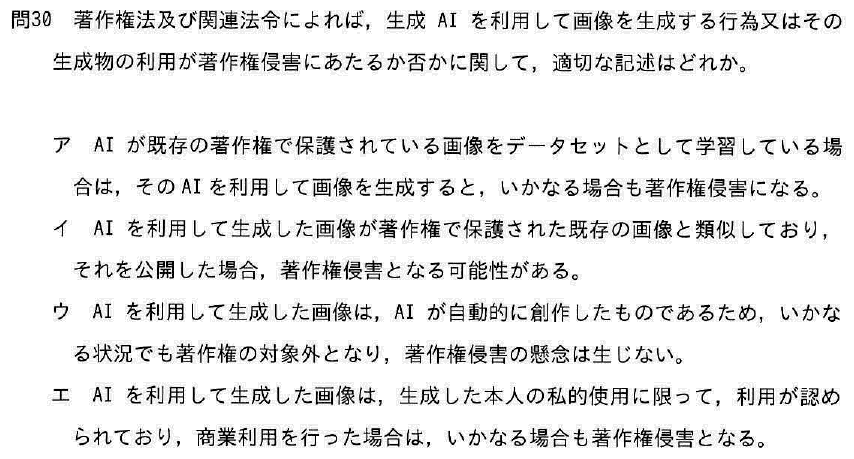 問30　著作権法及び関連法令によれば，生成 AI を利用して画像を生成する行為又はその
生成物の利用が著作権侵害にあたるか否かに関して，適切な記述はどれか。
ア　AI が既存の著作権で保護されている画像をデータセットとして学習している場
合は，そのAIを利用して画像を生成すると，いかなる場合も著作権侵害になる。
イ　AI を利用して生成した画像が著作権で保護された既存の画像と類似しており，
それを公開した場合，著作権侵害となる可能性がある。
ウ　AI を利用して生成した画像は，AI が自動的に創作したものであるため，いかな
る状況でも著作権の対象外となり，著作権侵害の懸念は生じない。
エ　AI を利用して生成した画像は，生成した本人の私的使用に限って，利用が認め
られており，商業利用を行った場合は，いかなる場合も著作権侵害となる。